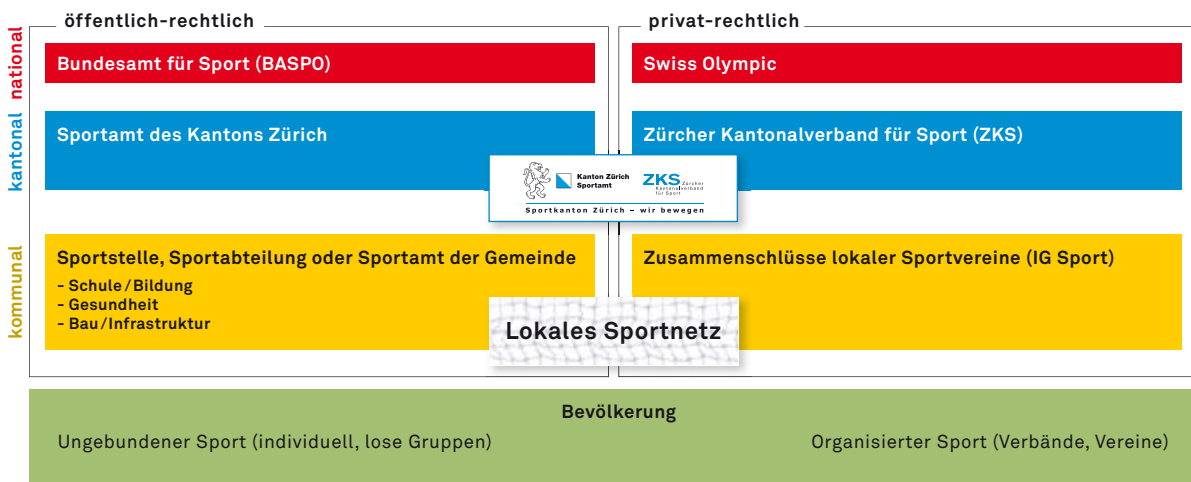 öffentlich-rechtlich
privat-rechtlich
national
Bundesamt für Sport (BASPO)
Swiss Olympic
kantonal
Sportamt des Kantons Zürich
Zürcher Kantonalverband für Sport (ZKS)
Kanton Zürich
Sportamt
ZKS Zürcher
Kantonalverband
für Sport
Sportkanton Zürich – wir bewegen
kommunal
Sportstelle, Sportabteilung oder Sportamt der Gemeinde
- Schule/Bildung
- Gesundheit
- Bau/Infrastruktur
Zusammenschlüsse lokaler Sportvereine (IG Sport)
Lokales Sportnetz
Bevölkerung
Ungebundener Sport (individuell, lose Gruppen)
Organisierter Sport (Verbände, Vereine)